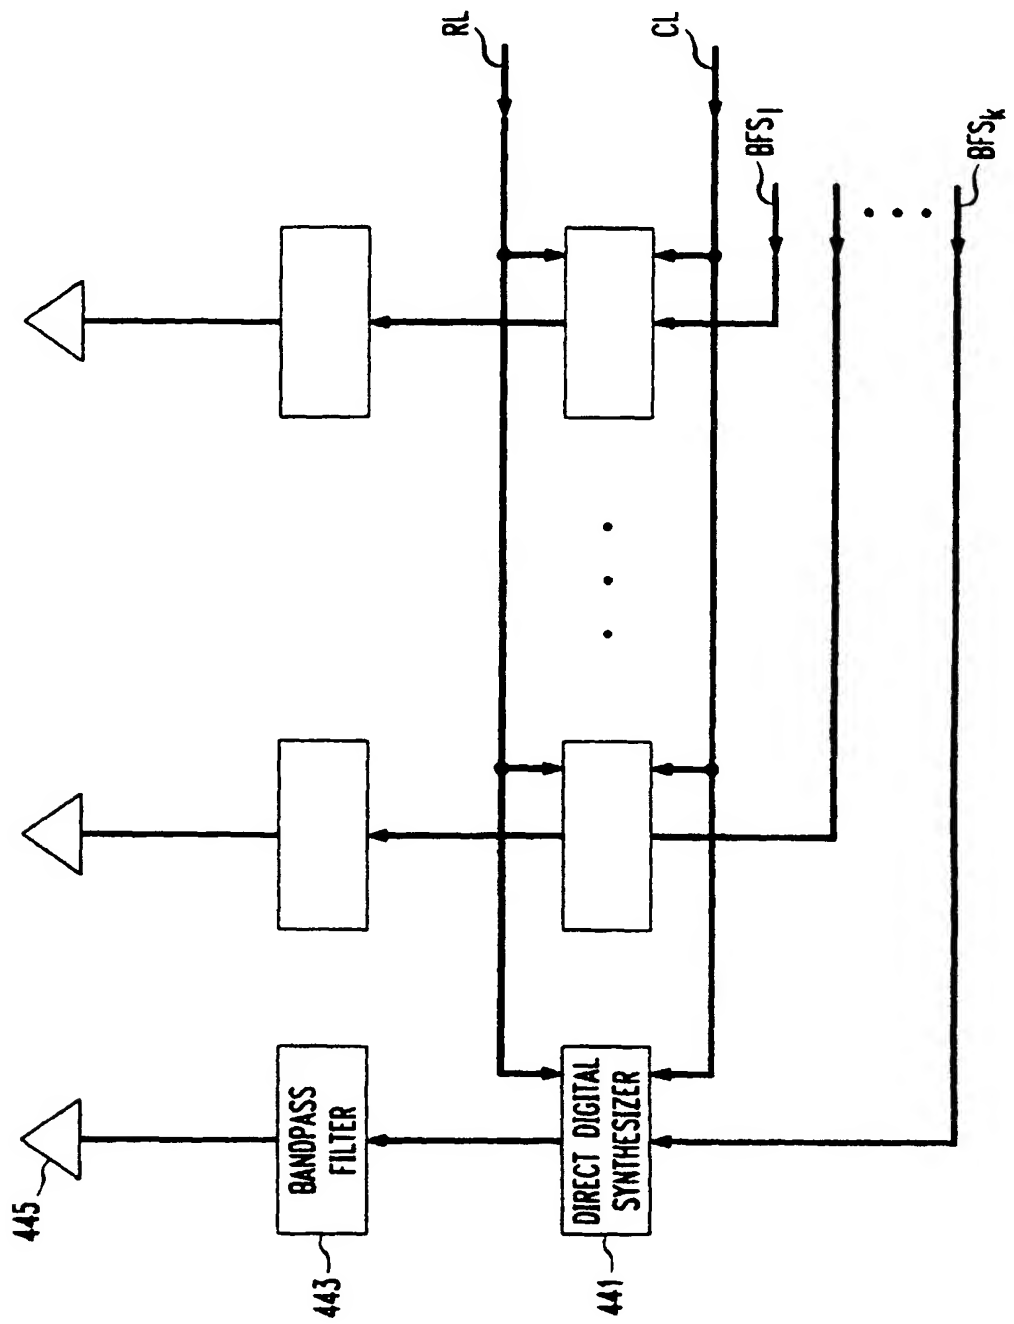 445
BANDPASS
FILTER
443
DIRECT DIGITAL
SYNTHESIZER
441
RL
CL
BFS1
BFSk